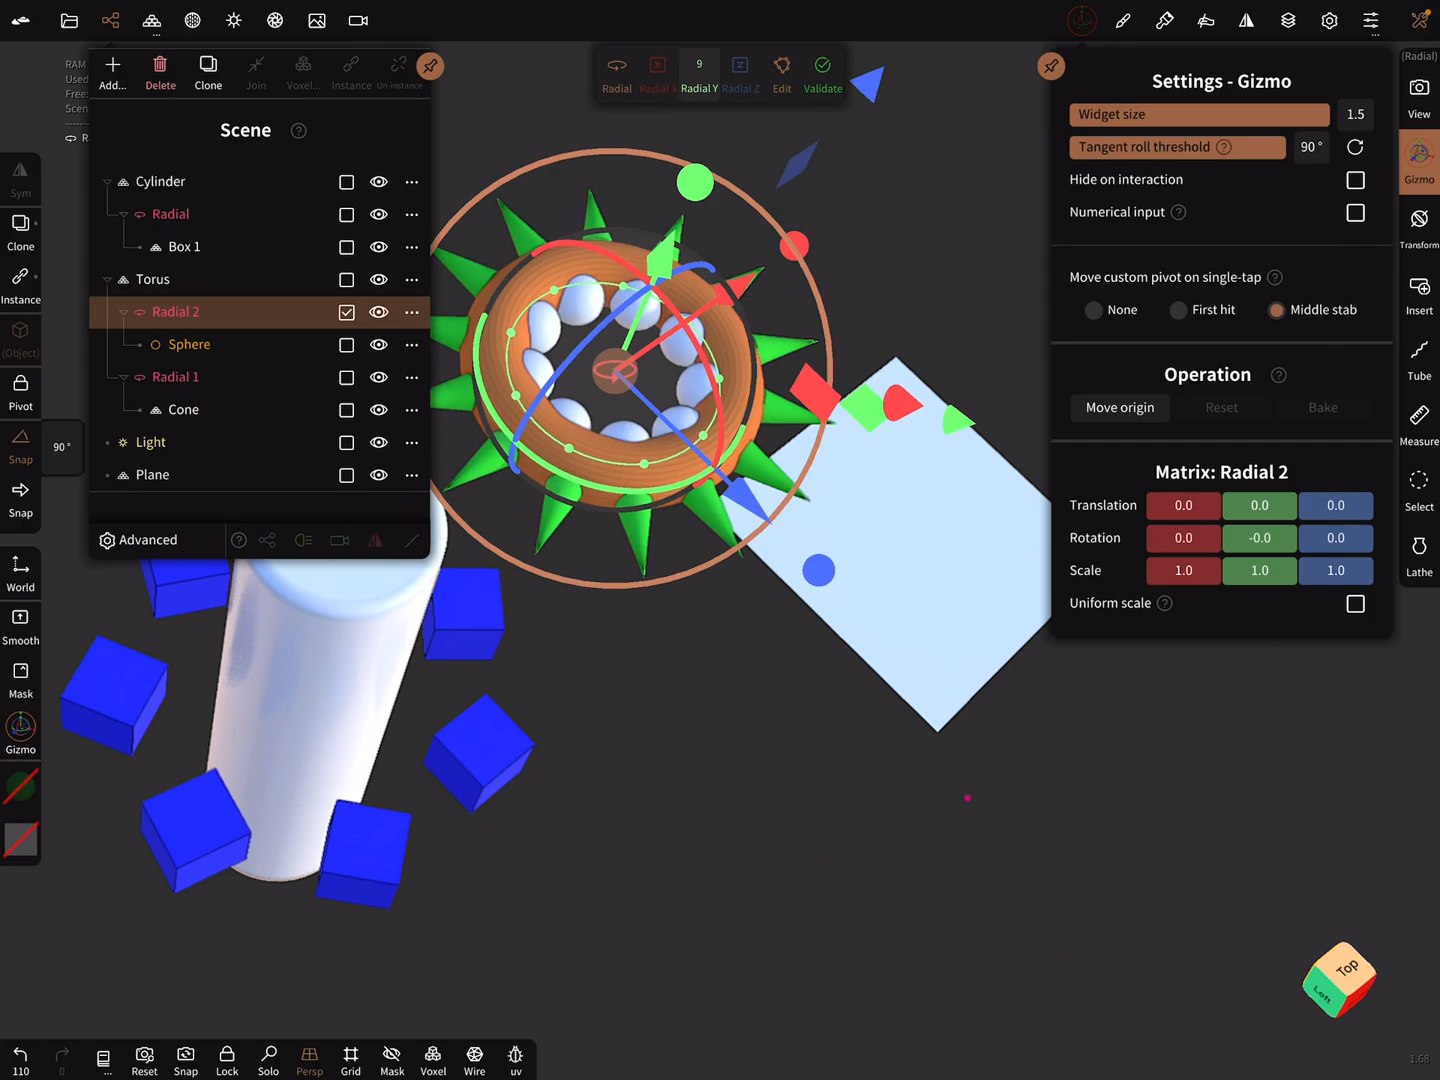 RAM
Used
Free:
Scen
R
Add...
Delete
Clone
Join
Voxel...
Instance
Un-instance
Scene
Cylinder
Radial
Box 1
Torus
Radial 2
Sphere
Radial 1
Cone
Light
Plane
Advanced
9
Radial
Radial X
Radial Y
Radial Z
Edit
Validate
Settings - Gizmo
Widget size
1.5
Tangent roll threshold
90 °
Hide on interaction
Numerical input
Move custom pivot on single-tap
None
First hit
Middle stab
Operation
Move origin
Reset
Bake
Matrix: Radial 2
Translation
0.0
0.0
0.0
Rotation
0.0
-0.0
0.0
Scale
1.0
1.0
1.0
Uniform scale
(Radial)
View
Gizmo
Transform
Insert
Tube
Measure
Select
Lathe
Sym
Clone
Instance
(Object)
Pivot
Snap
90 °
Snap
World
Smooth
Mask
Gizmo
Top
Left
110
0
...
Reset
Snap
Lock
Solo
Persp
Grid
Mask
Voxel
Wire
uv
1.68